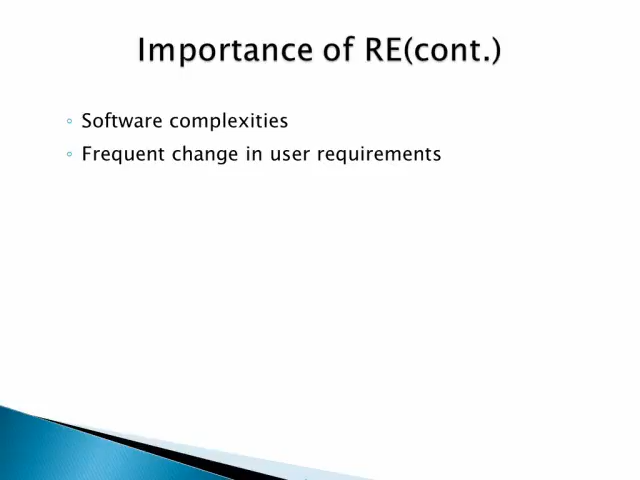 Importance of RE(cont.)
◦ Software complexities
◦ Frequent change in user requirements